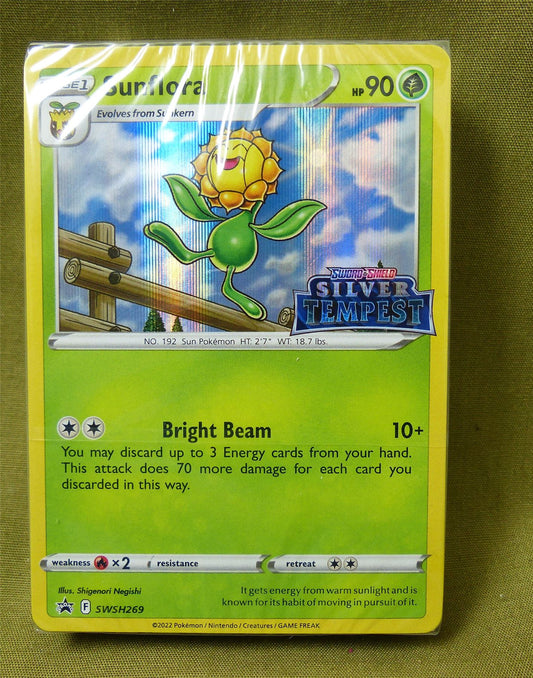 STAGE1
Sunflora
HP 90
Evolves from Sunkern
SWORD & SHIELD
SILVER
TEMPEST
NO. 192 Sun Pokémon HT: 2'7" WT: 18.7 lbs.
Bright Beam 10+
You may discard up to 3 Energy cards from your hand.
This attack does 70 more damage for each card you
discarded in this way.
weakness ×2 resistance retreat
Illus. Shigenori Negishi
It gets energy from warm sunlight and is
known for its habit of moving in pursuit of it.
F SWSH269
©2022 Pokémon / Nintendo / Creatures / GAME FREAK